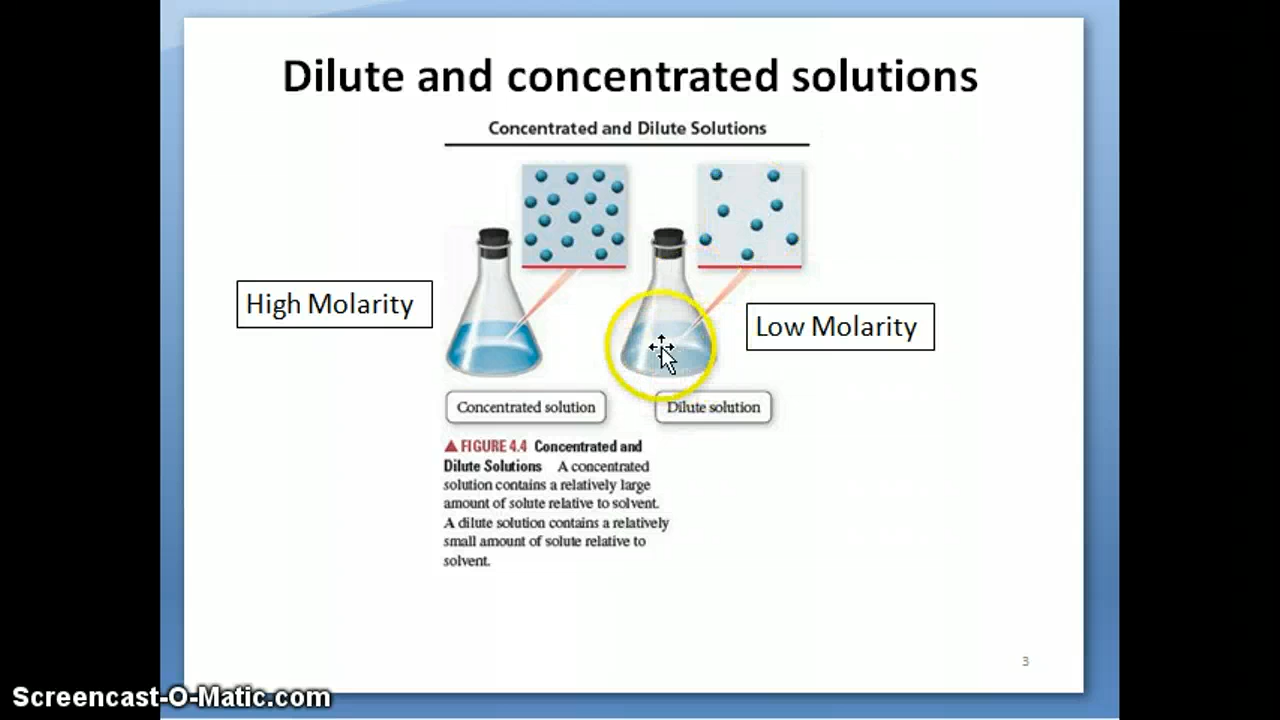 Dilute and concentrated solutions
Concentrated and Dilute Solutions
High Molarity
Low Molarity
Concentrated solution
Dilute solution
▲ FIGURE 4.4 Concentrated and
Dilute Solutions A concentrated
solution contains a relatively large
amount of solute relative to solvent.
A dilute solution contains a relatively
small amount of solute relative to
solvent.
3
Screencast-O-Matic.com